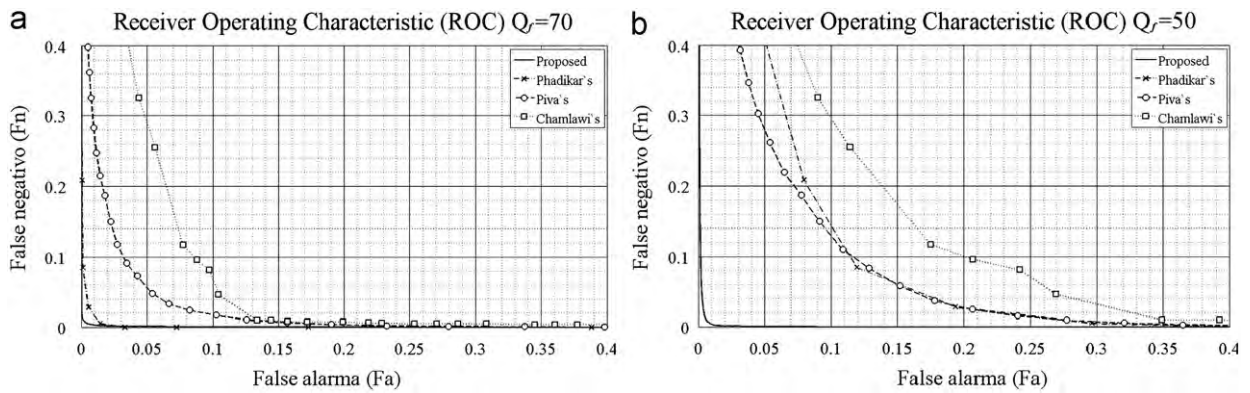 a
Receiver Operating Characteristic (ROC) Qf=70
0.4
0.3
0.2
0.1
0
False negativo (Fn)
Proposed
Phadikar`s
Piva`s
Chamlawi`s
0 0.05 0.1 0.15 0.2 0.25 0.3 0.35 0.4
False alarma (Fa)
b
Receiver Operating Characteristic (ROC) Qf=50
0.4
0.3
0.2
0.1
0
False negativo (Fn)
Proposed
Phadikar`s
Piva`s
Chamlawi`s
0 0.05 0.1 0.15 0.2 0.25 0.3 0.35 0.4
False alarma (Fa)